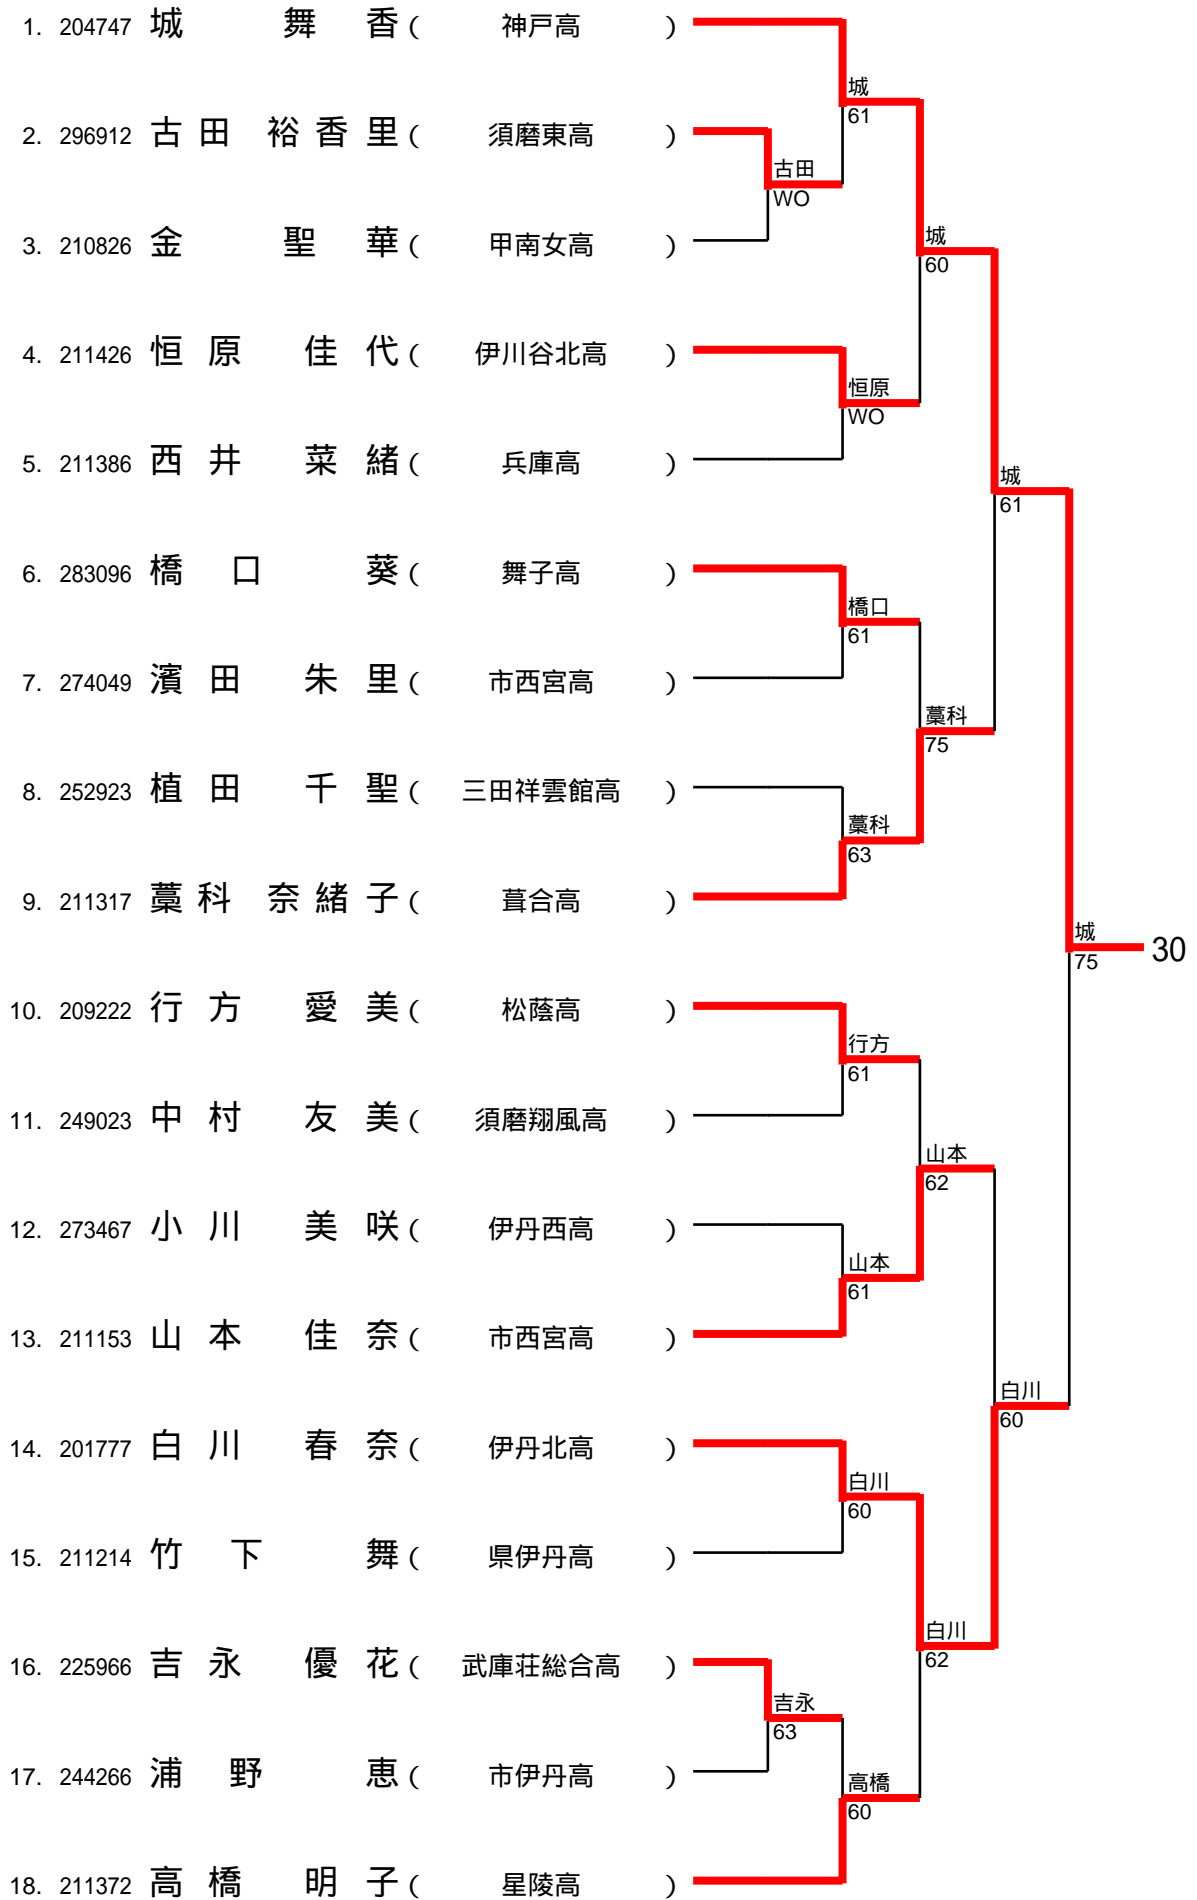 1. 204747 城 舞 香 ( 神戸高 )
城
61
2. 296912 古 田 裕 香 里 ( 須磨東高 )
古田
WO
3. 210826 金 聖 華 ( 甲南女高 )
城
60
4. 211426 恒 原 佳 代 ( 伊川谷北高 )
恒原
WO
5. 211386 西 井 菜 緒 ( 兵庫高 )
城
61
6. 283096 橋 口 葵 ( 舞子高 )
橋口
61
7. 274049 濱 田 朱 里 ( 市西宮高 )
藁科
75
8. 252923 植 田 千 聖 ( 三田祥雲館高 )
藁科
63
9. 211317 藁 科 奈 緒 子 ( 葺合高 )
城
75
30
10. 209222 行 方 愛 美 ( 松蔭高 )
行方
61
11. 249023 中 村 友 美 ( 須磨翔風高 )
山本
62
12. 273467 小 川 美 咲 ( 伊丹西高 )
山本
61
13. 211153 山 本 佳 奈 ( 市西宮高 )
白川
60
14. 201777 白 川 春 奈 ( 伊丹北高 )
白川
60
15. 211214 竹 下 舞 ( 県伊丹高 )
白川
62
16. 225966 吉 永 優 花 ( 武庫荘総合高 )
吉永
63
17. 244266 浦 野 恵 ( 市伊丹高 )
高橋
60
18. 211372 高 橋 明 子 ( 星陵高 )